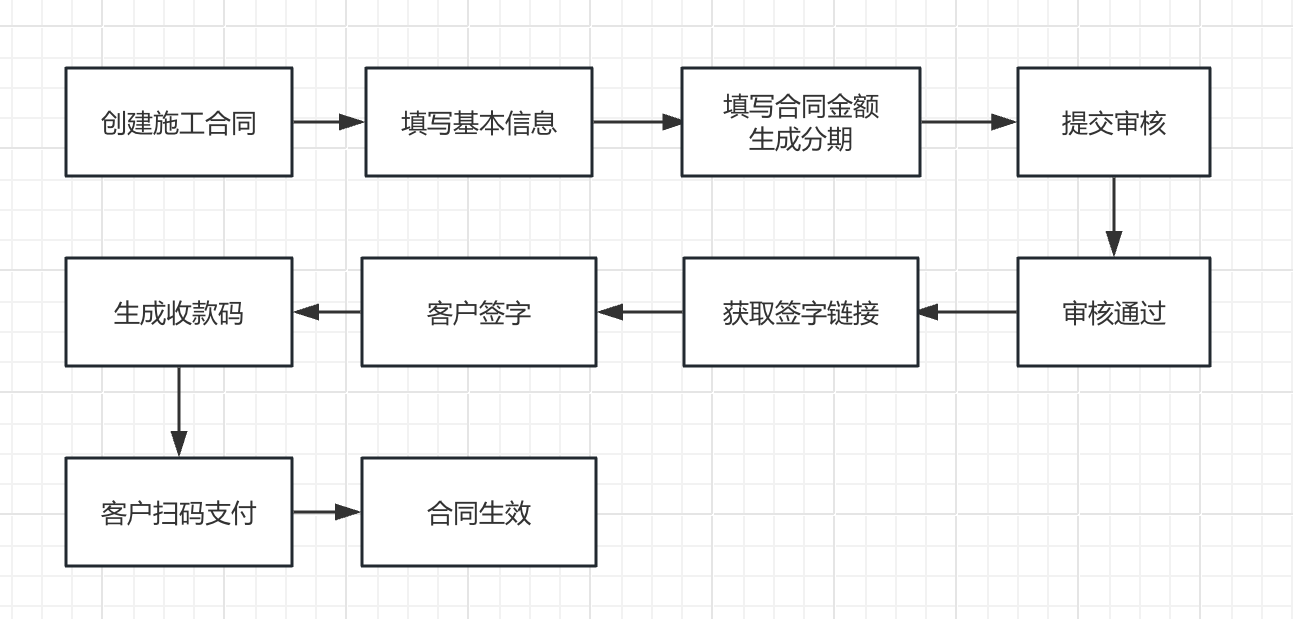 创建施工合同
填写基本信息
填写合同金额
生成分期
提交审核
审核通过
获取签字链接
客户签字
生成收款码
客户扫码支付
合同生效